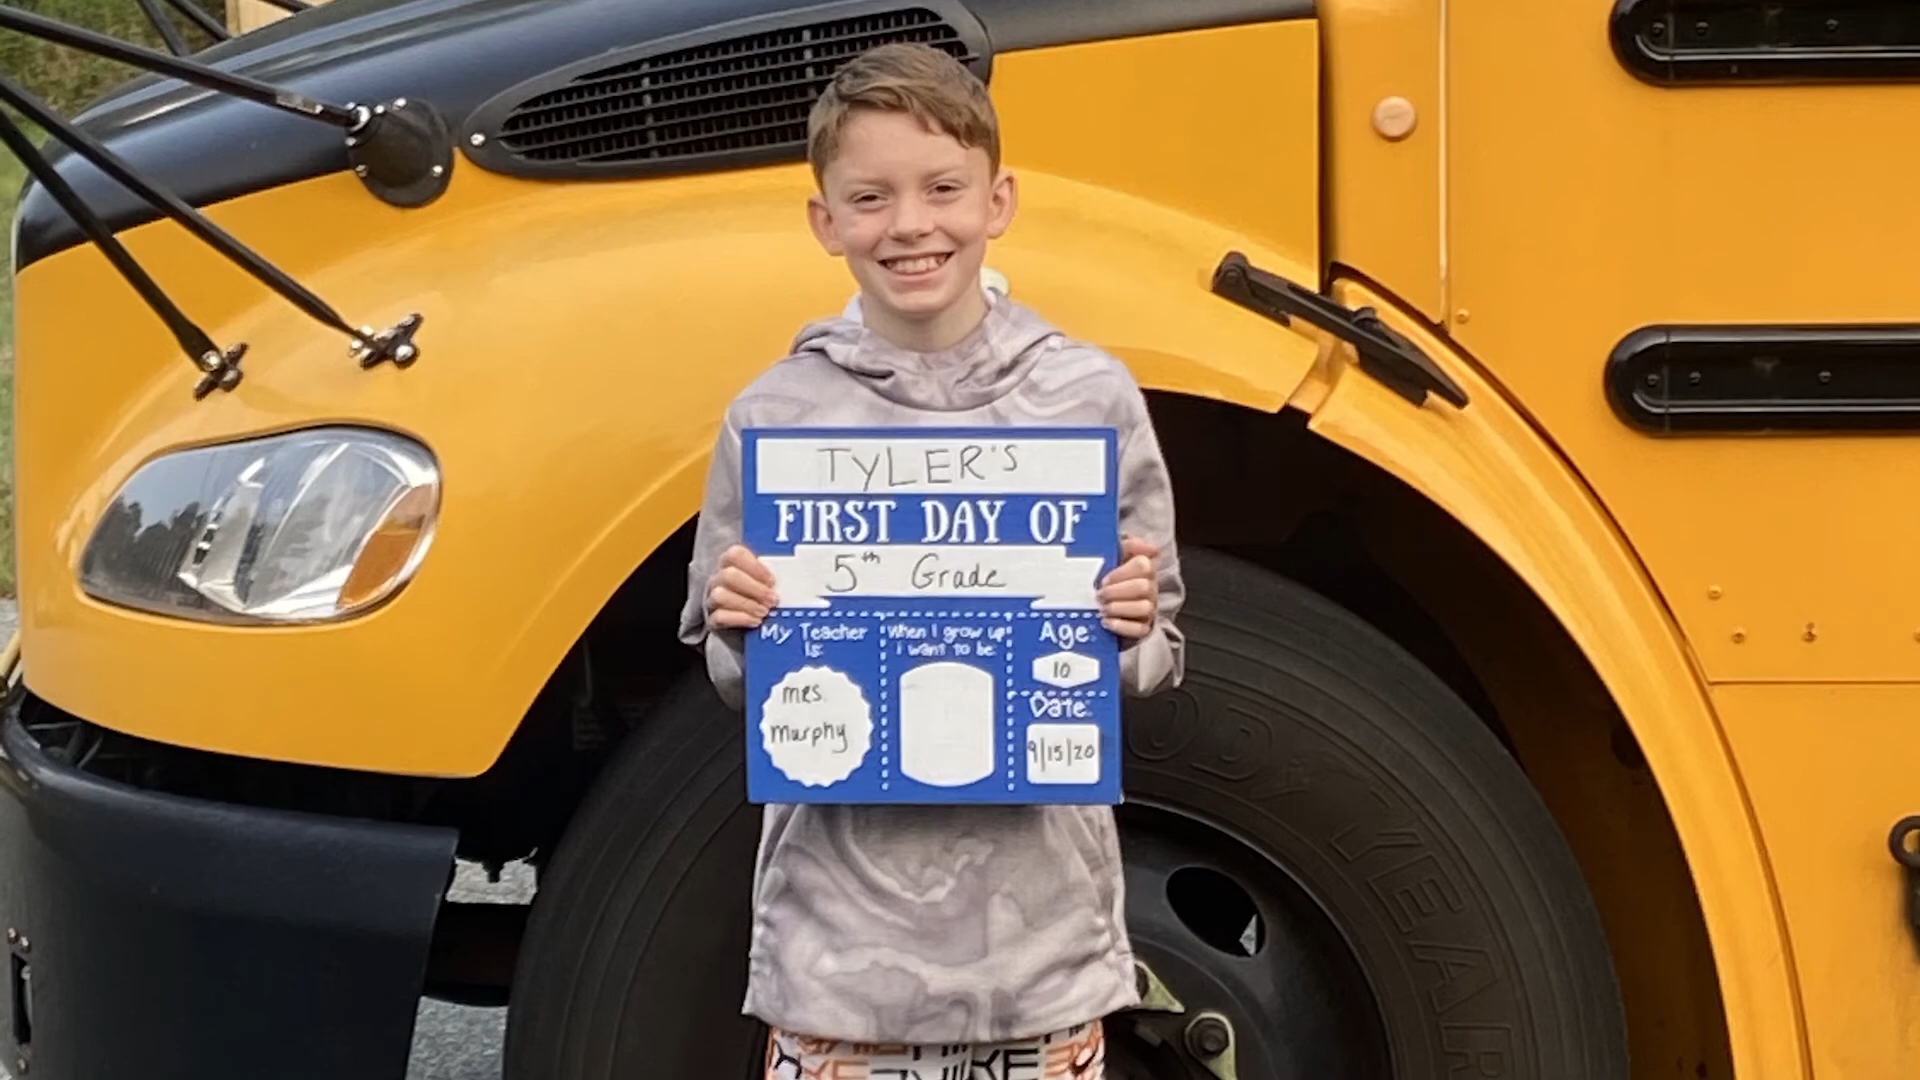 TYLER'S
FIRST DAY OF
5th Grade
My Teacher
is:
mrs.
murphy
When I grow up
i want to be:
Age:
10
Date:
9/15/20
YEAR